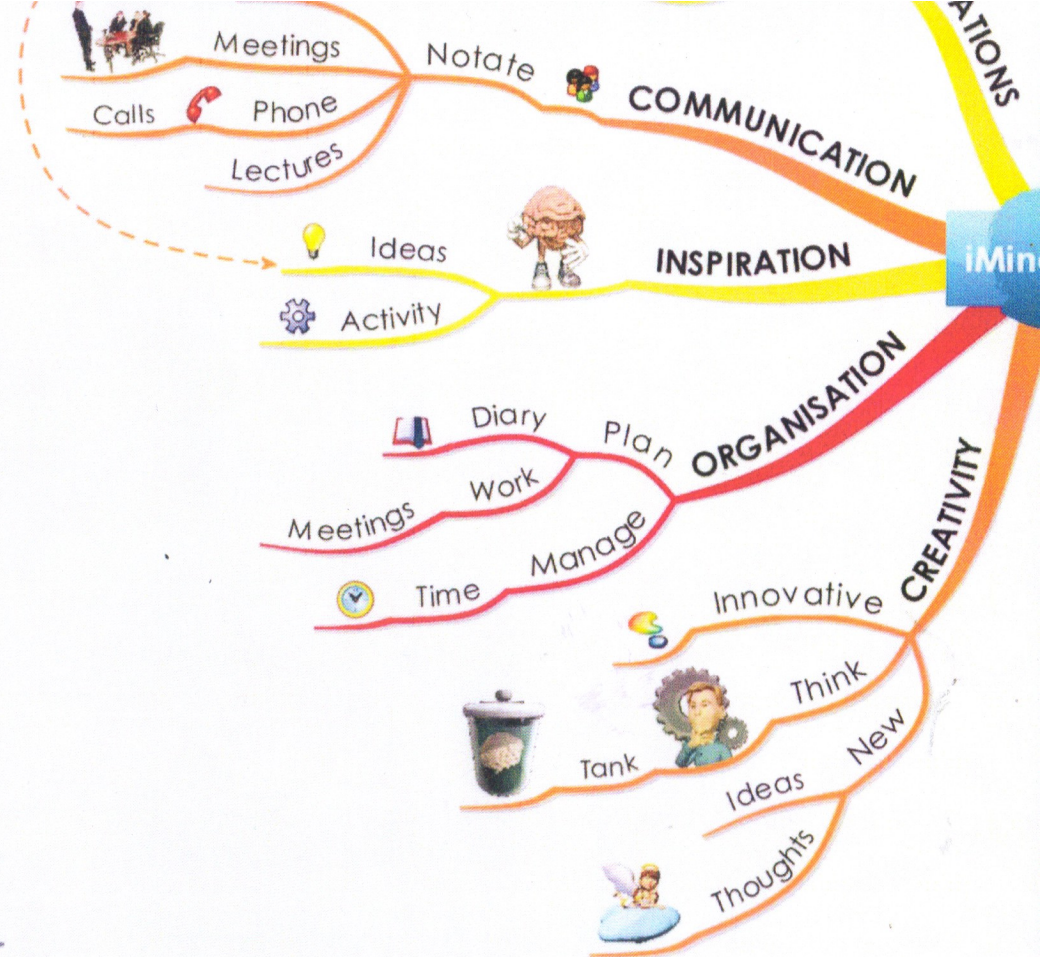 ATIONS
COMMUNICATION
Notate
Meetings
Phone
Calls
Lectures
iMin
INSPIRATION
Ideas
Activity
ORGANISATION
Plan
Diary
Work
Meetings
Manage
Time
CREATIVITY
Innovative
Think
Tank
New
Ideas
Thoughts